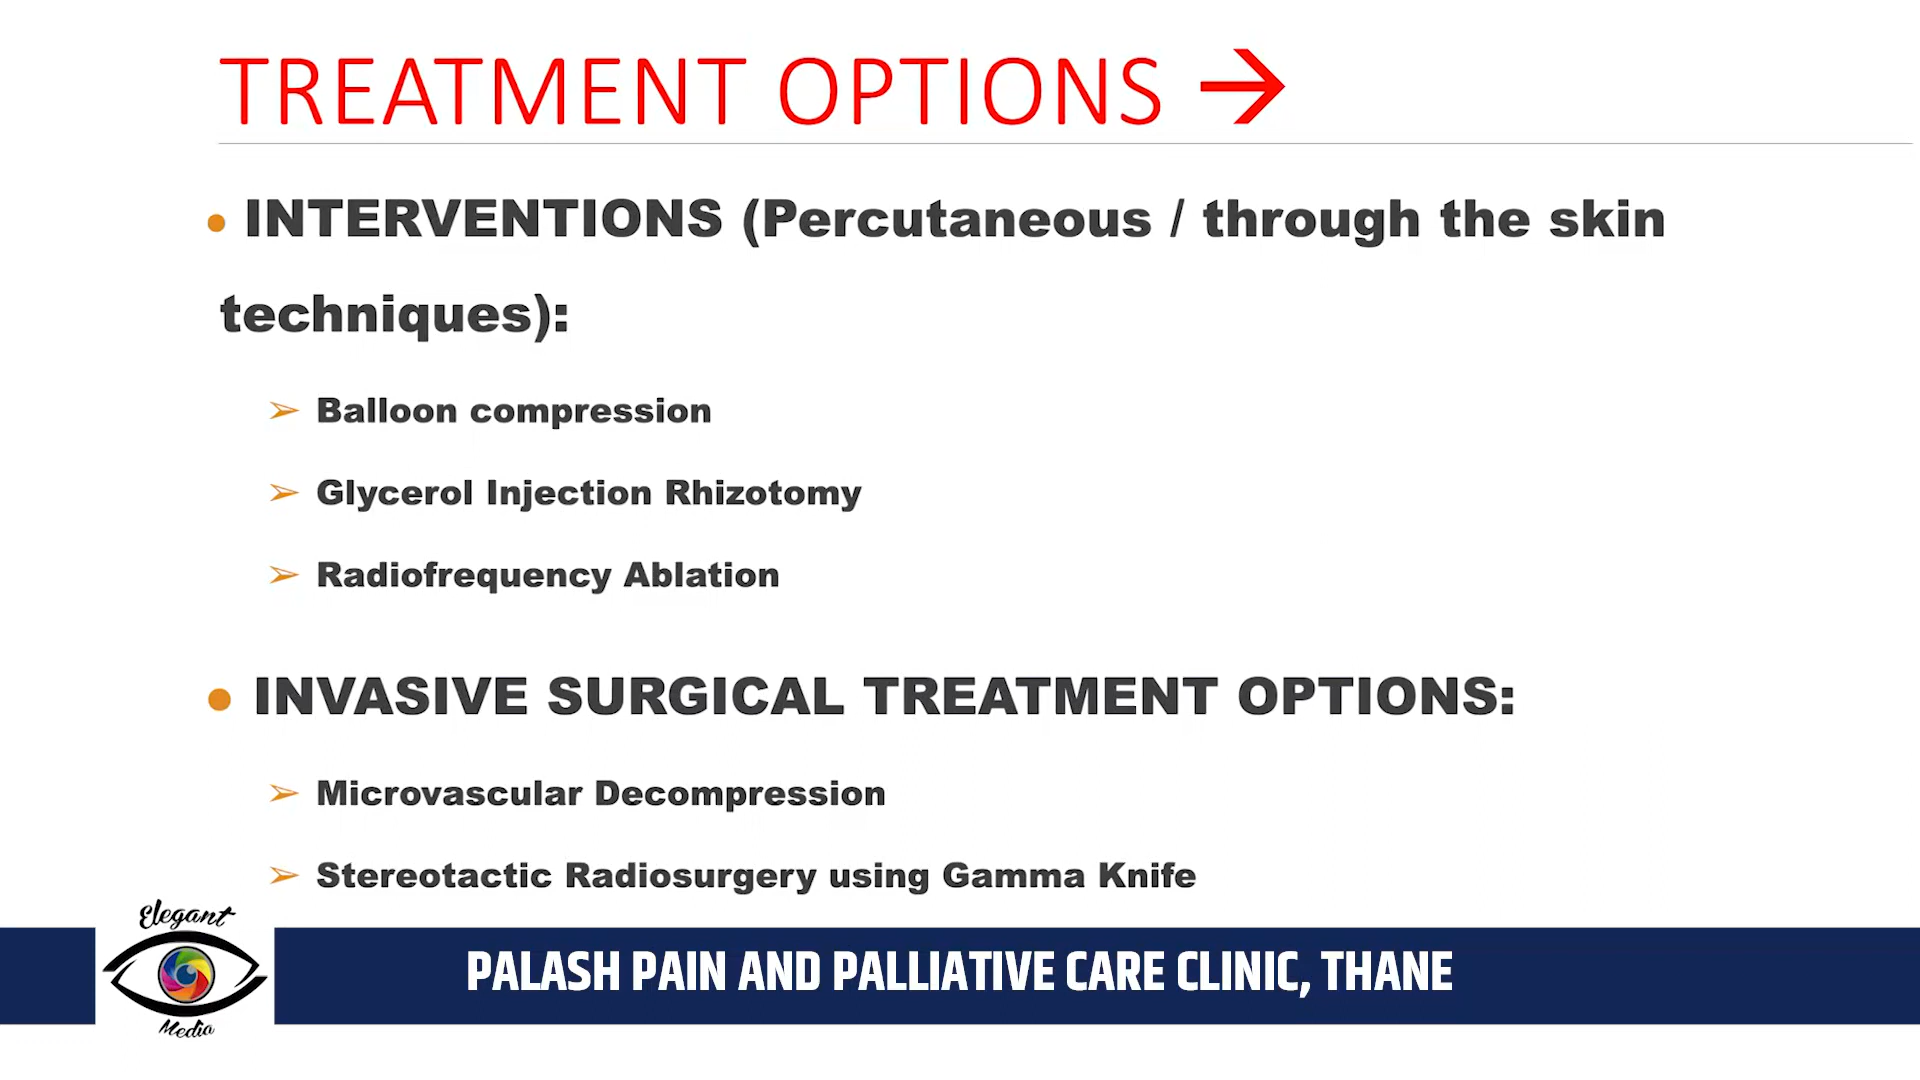 TREATMENT OPTIONS →
• INTERVENTIONS (Percutaneous / through the skin
techniques):
➢ Balloon compression
➢ Glycerol Injection Rhizotomy
➢ Radiofrequency Ablation
• INVASIVE SURGICAL TREATMENT OPTIONS:
➢ Microvascular Decompression
➢ Stereotactic Radiosurgery using Gamma Knife
Elegant
Media
PALASH PAIN AND PALLIATIVE CARE CLINIC, THANE